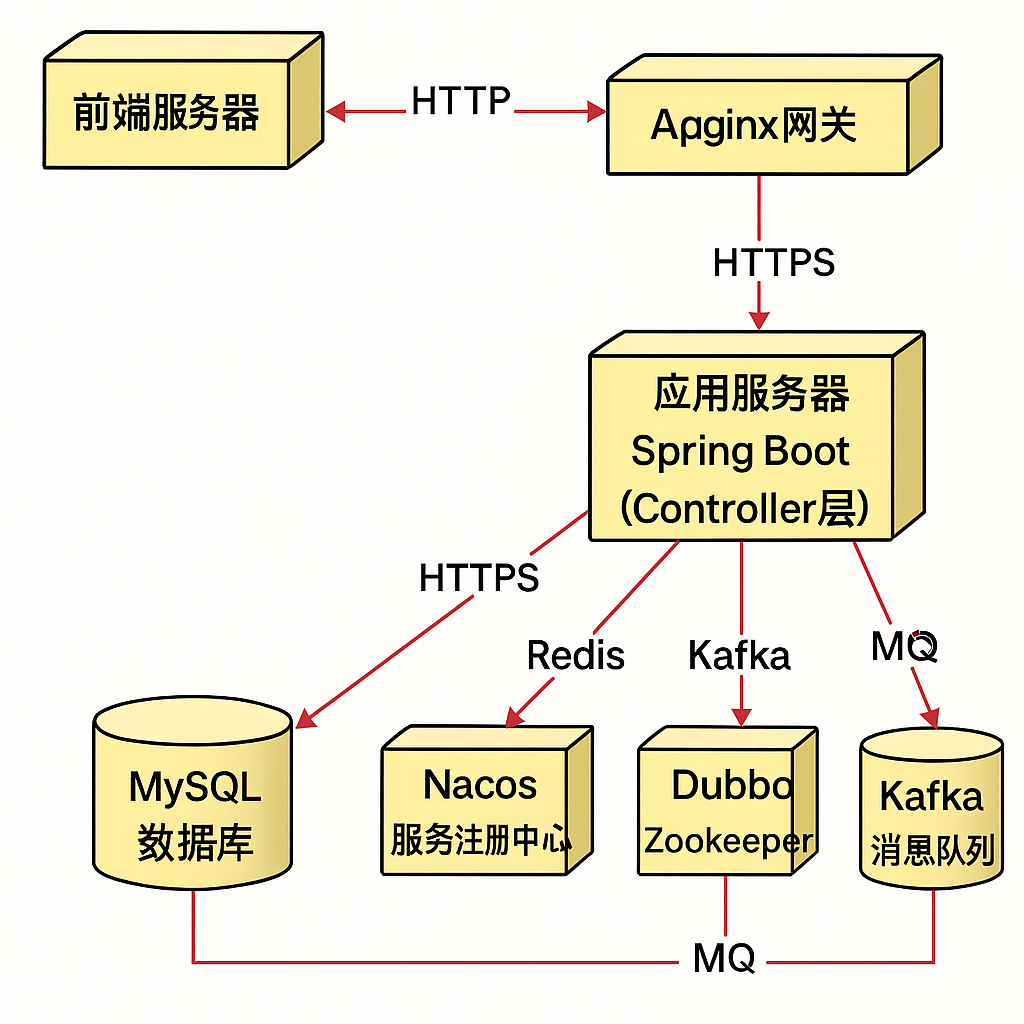 前端服务器
HTTP
Apginx网关
HTTPS
应用服务器
Spring Boot
(Controller层)
HTTPS
Redis
Kafka
MQ
MySQL
数据库
Nacos
服务注册中心
Dubbo
Zookeeper
Kafka
消息队列
MQ